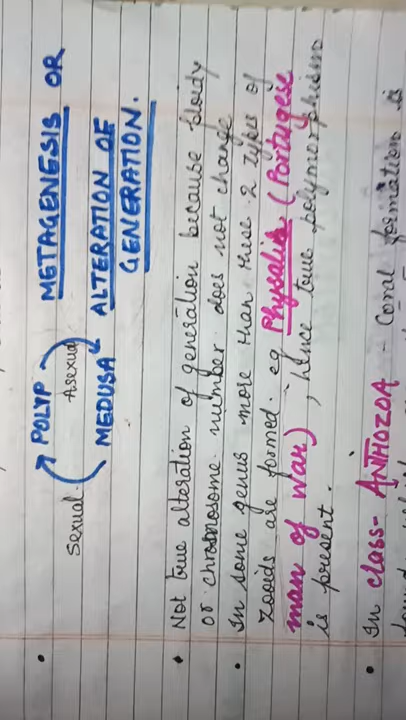 • POLYP METAGENESIS OR
Sexual Asexual
MEDUSA ALTERATION OF
GENERATION.
• Not true alteration of generation because ploidy
or chromosome number does not change
• In some genus more than these 2 types of
zooids are formed. eg Physalia (Portugese
man of war), hence true polymorphism
is present.
• In class- ANTHOZOA - Coral formation is